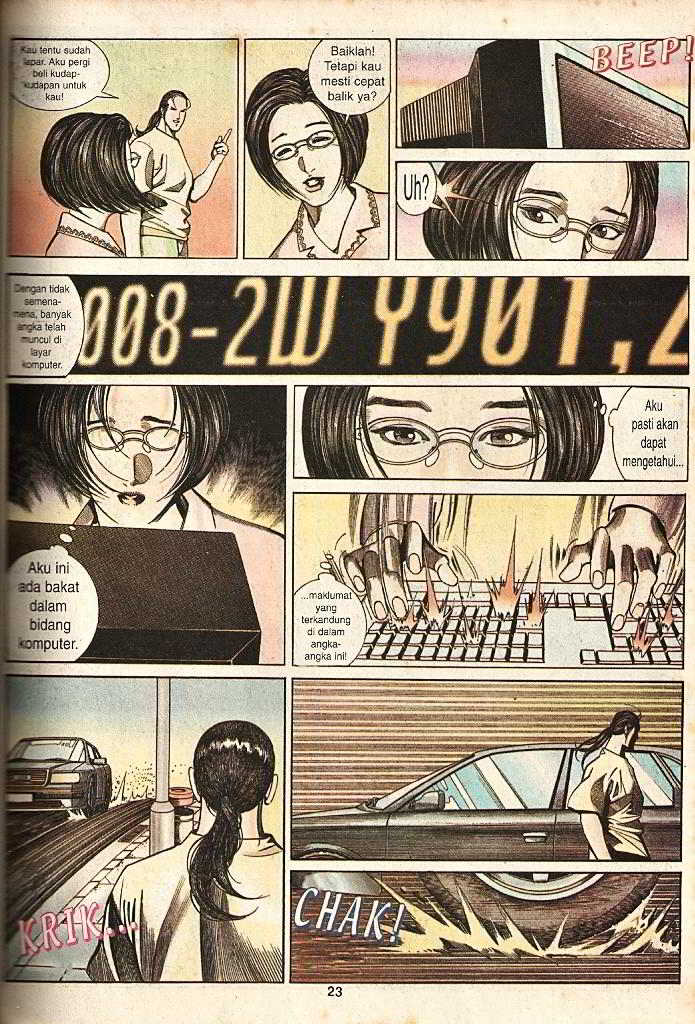 Kau tentu sudah
lapar. Aku pergi
beli kudap-
kudapan untuk
kau!
Baiklah!
Tetapi kau
mesti cepat
balik ya?
BEEP!
Uh?
Dengan tidak
semena-
mena, banyak
angka telah
muncul di
layar
komputer.
008-2W Y901,2
Aku ini
ada bakat
dalam
bidang
komputer.
Aku
pasti akan
dapat
mengetahui...
...maklumat
yang
terkandung
di dalam
angka-
angka ini!
KRIK...
CHAK!
23